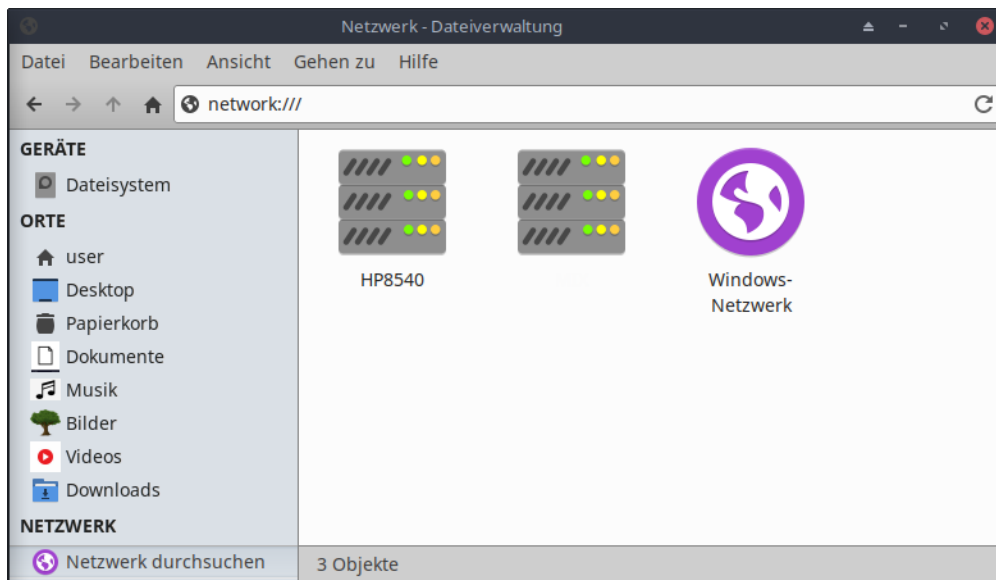 Netzwerk - Dateiverwaltung
Datei Bearbeiten Ansicht Gehen zu Hilfe
network:///
GERÄTE
Dateisystem
ORTE
user
Desktop
Papierkorb
Dokumente
Musik
Bilder
Videos
Downloads
NETZWERK
Netzwerk durchsuchen
HP8540
Windows-
Netzwerk
3 Objekte